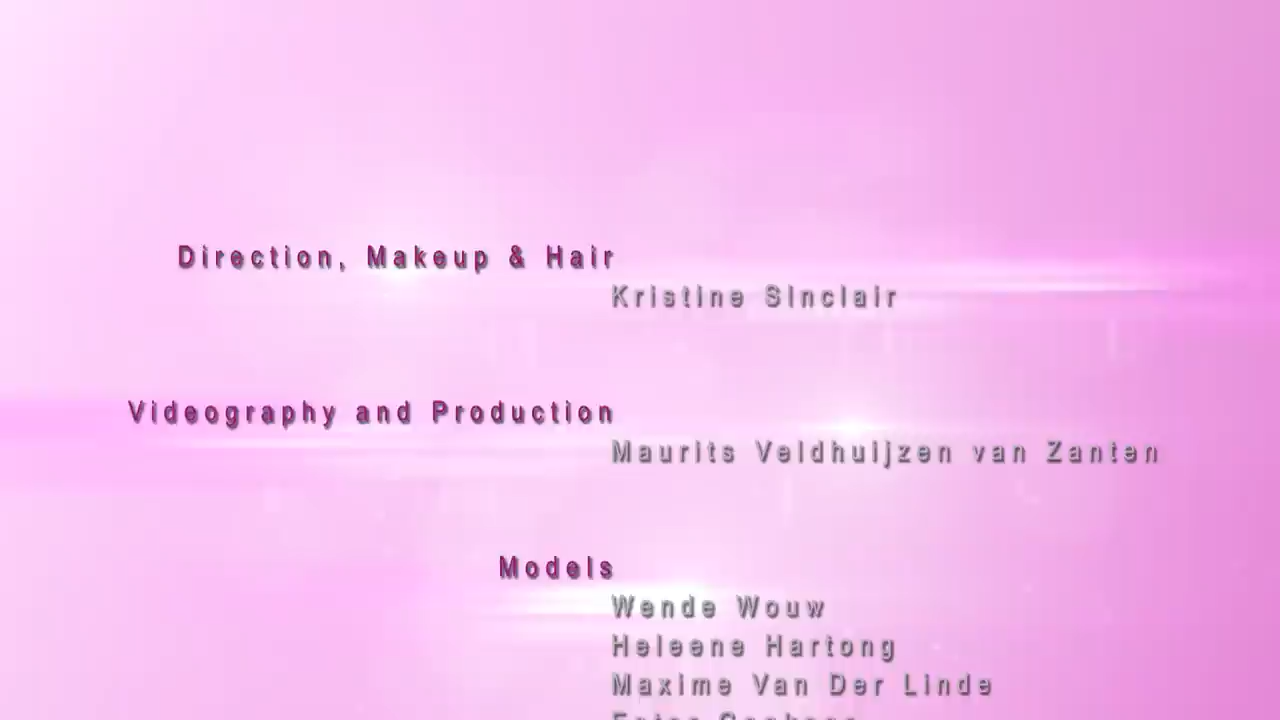 Direction, Makeup & Hair
Kristine Sinclair
Videography and Production
Maurits Veldhuijzen van Zanten
Models
Wende Wouw
Heleene Hartong
Maxime Van Der Linde